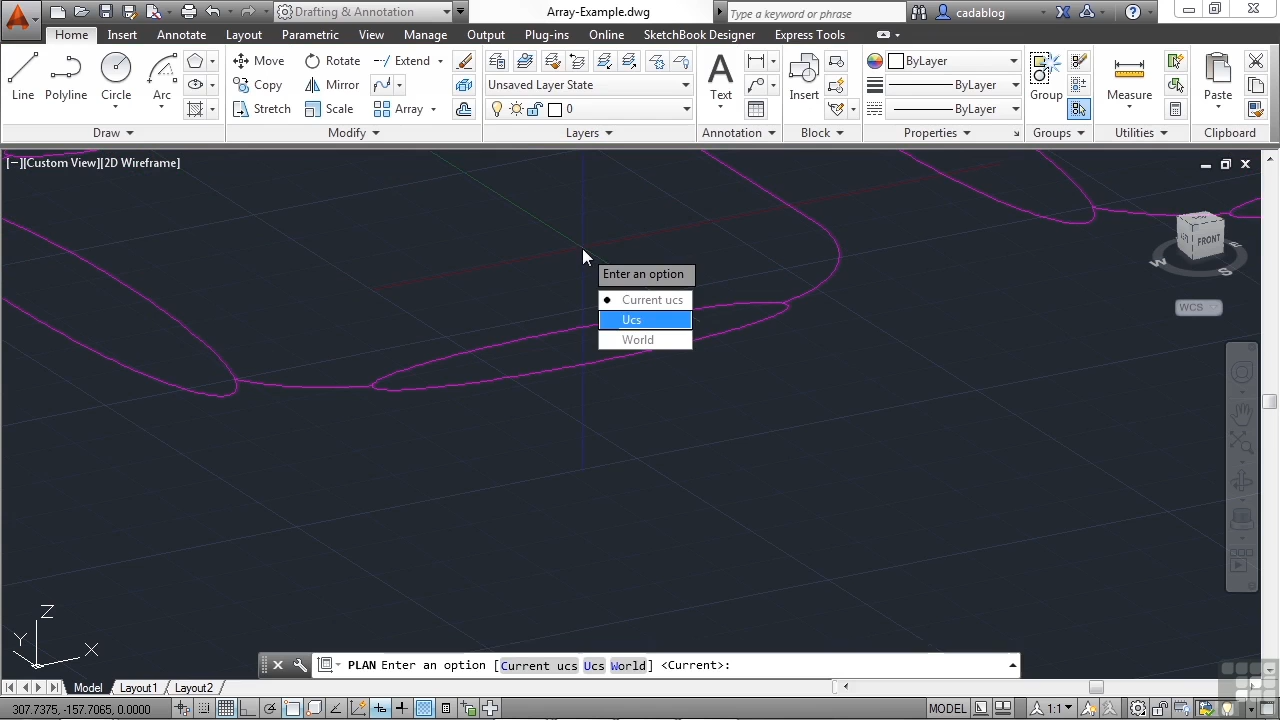 Drafting & Annotation
Array-Example.dwg
Type a keyword or phrase
cadablog
Home Insert Annotate Layout Parametric View Manage Output Plug-ins Online SketchBook Designer Express Tools
Line
Polyline
Circle
Arc
Move
Rotate
Extend
Copy
Mirror
Stretch
Scale
Array
Unsaved Layer State
0
Text
Insert
ByLayer
ByLayer
ByLayer
Group
Measure
Paste
Draw
Modify
Layers
Annotation
Block
Properties
Groups
Utilities
Clipboard
[−][Custom View][2D Wireframe]
FRONT
W
S
E
WCS
Enter an option
Current ucs
Ucs
World
Z
Y
X
PLAN Enter an option [Current ucs Ucs World] <Current>:
Model Layout1 Layout2
307.7375, -157.7065, 0.0000
MODEL
1:1